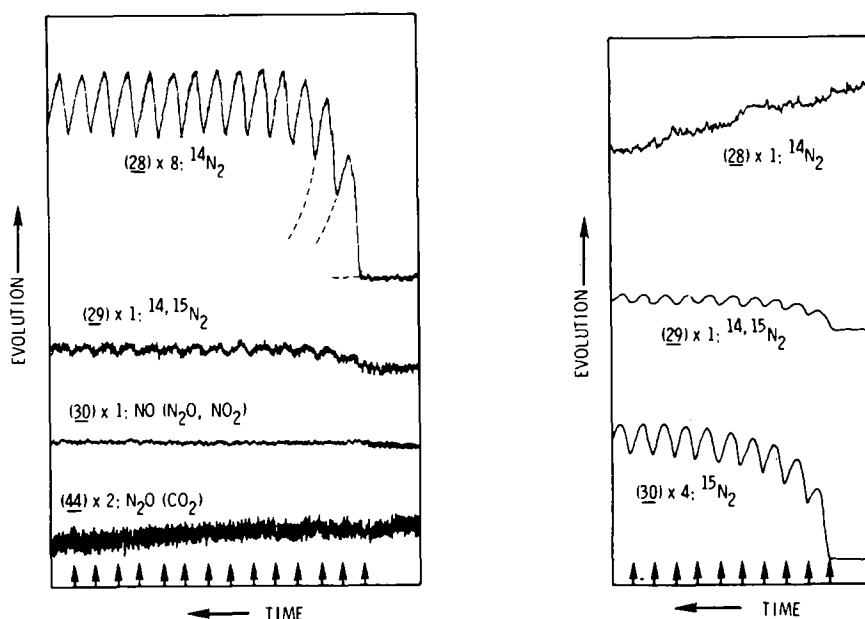 (28) x 8: ¹⁴N₂
(29) x 1: ¹⁴,¹⁵N₂
(30) x 1: NO (N₂O, NO₂)
(44) x 2: N₂O (CO₂)
EVOLUTION
TIME
(28) x 1: ¹⁴N₂
(29) x 1: ¹⁴,¹⁵N₂
(30) x 4: ¹⁵N₂
EVOLUTION
TIME